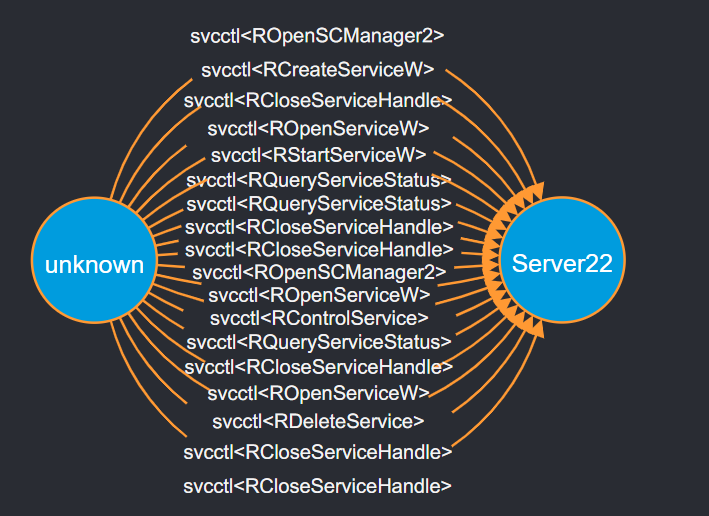 svcctl<ROpenSCManager2>
svcctl<RCreateServiceW>
svcctl<RCloseServiceHandle>
svcctl<ROpenServiceW>
svcctl<RStartServiceW>
svcctl<RQueryServiceStatus>
svcctl<RQueryServiceStatus>
svcctl<RCloseServiceHandle>
svcctl<RCloseServiceHandle>
unknown
Server22
svcctl<ROpenSCManager2>
svcctl<ROpenServiceW>
svcctl<RControlService>
svcctl<RQueryServiceStatus>
svcctl<RCloseServiceHandle>
svcctl<ROpenServiceW>
svcctl<RDeleteService>
svcctl<RCloseServiceHandle>
svcctl<RCloseServiceHandle>